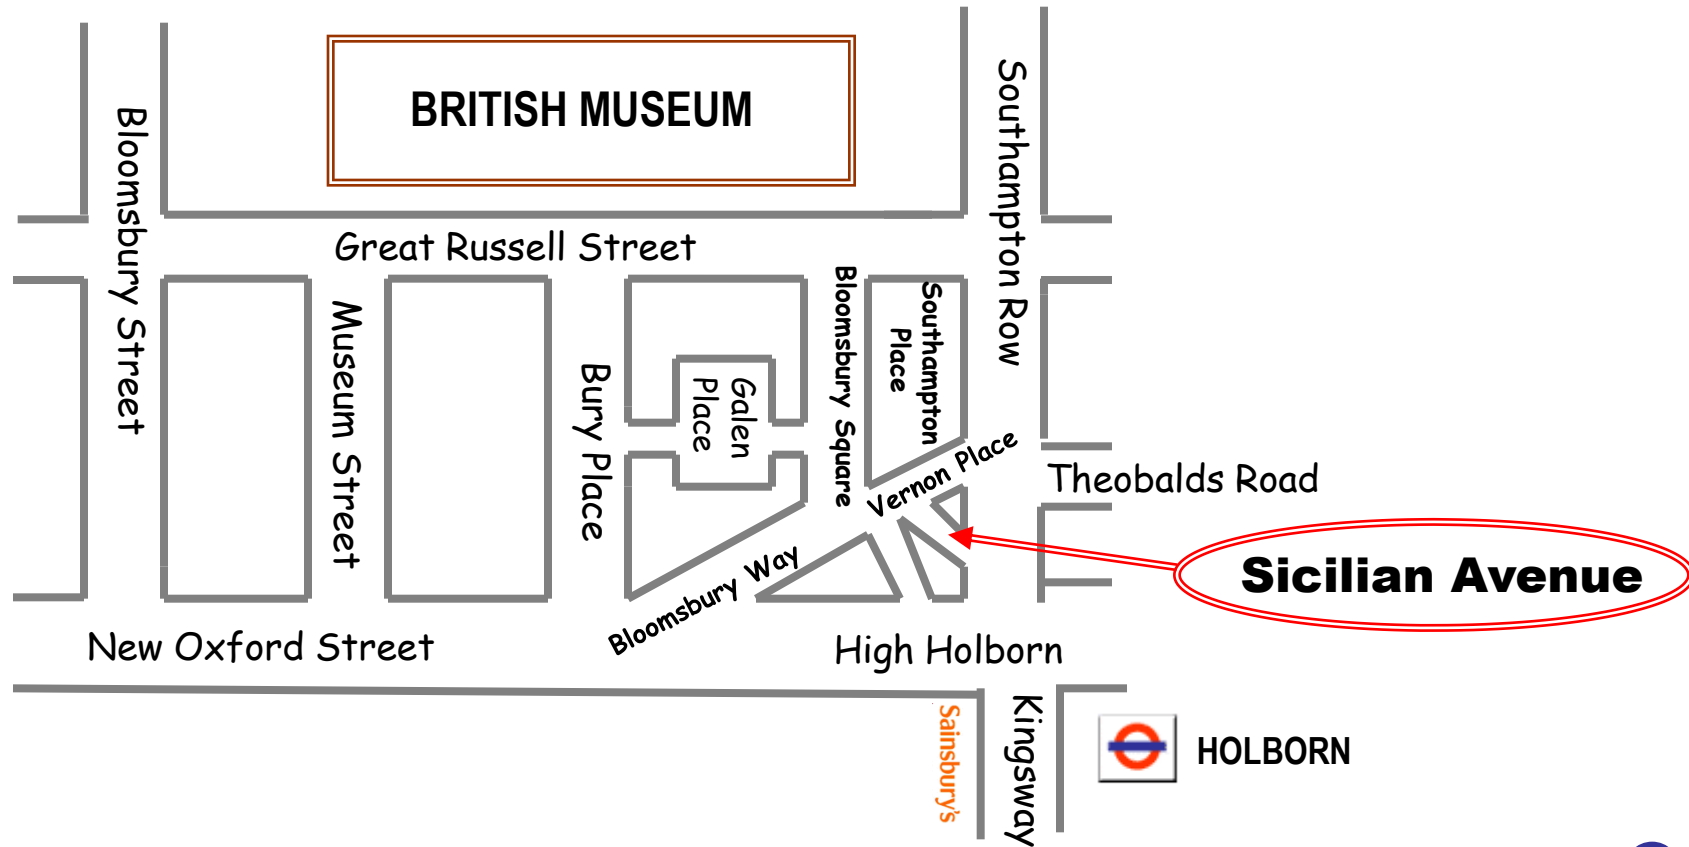 BRITISH MUSEUM
Bloomsbury Street
Southampton Row
Great Russell Street
Museum Street
Bury Place
Galen
Place
Bloomsbury Square
Southampton
Place
Vernon Place
Theobalds Road
Bloomsbury Way
Sicilian Avenue
New Oxford Street
High Holborn
Sainsbury's
Kingsway
HOLBORN